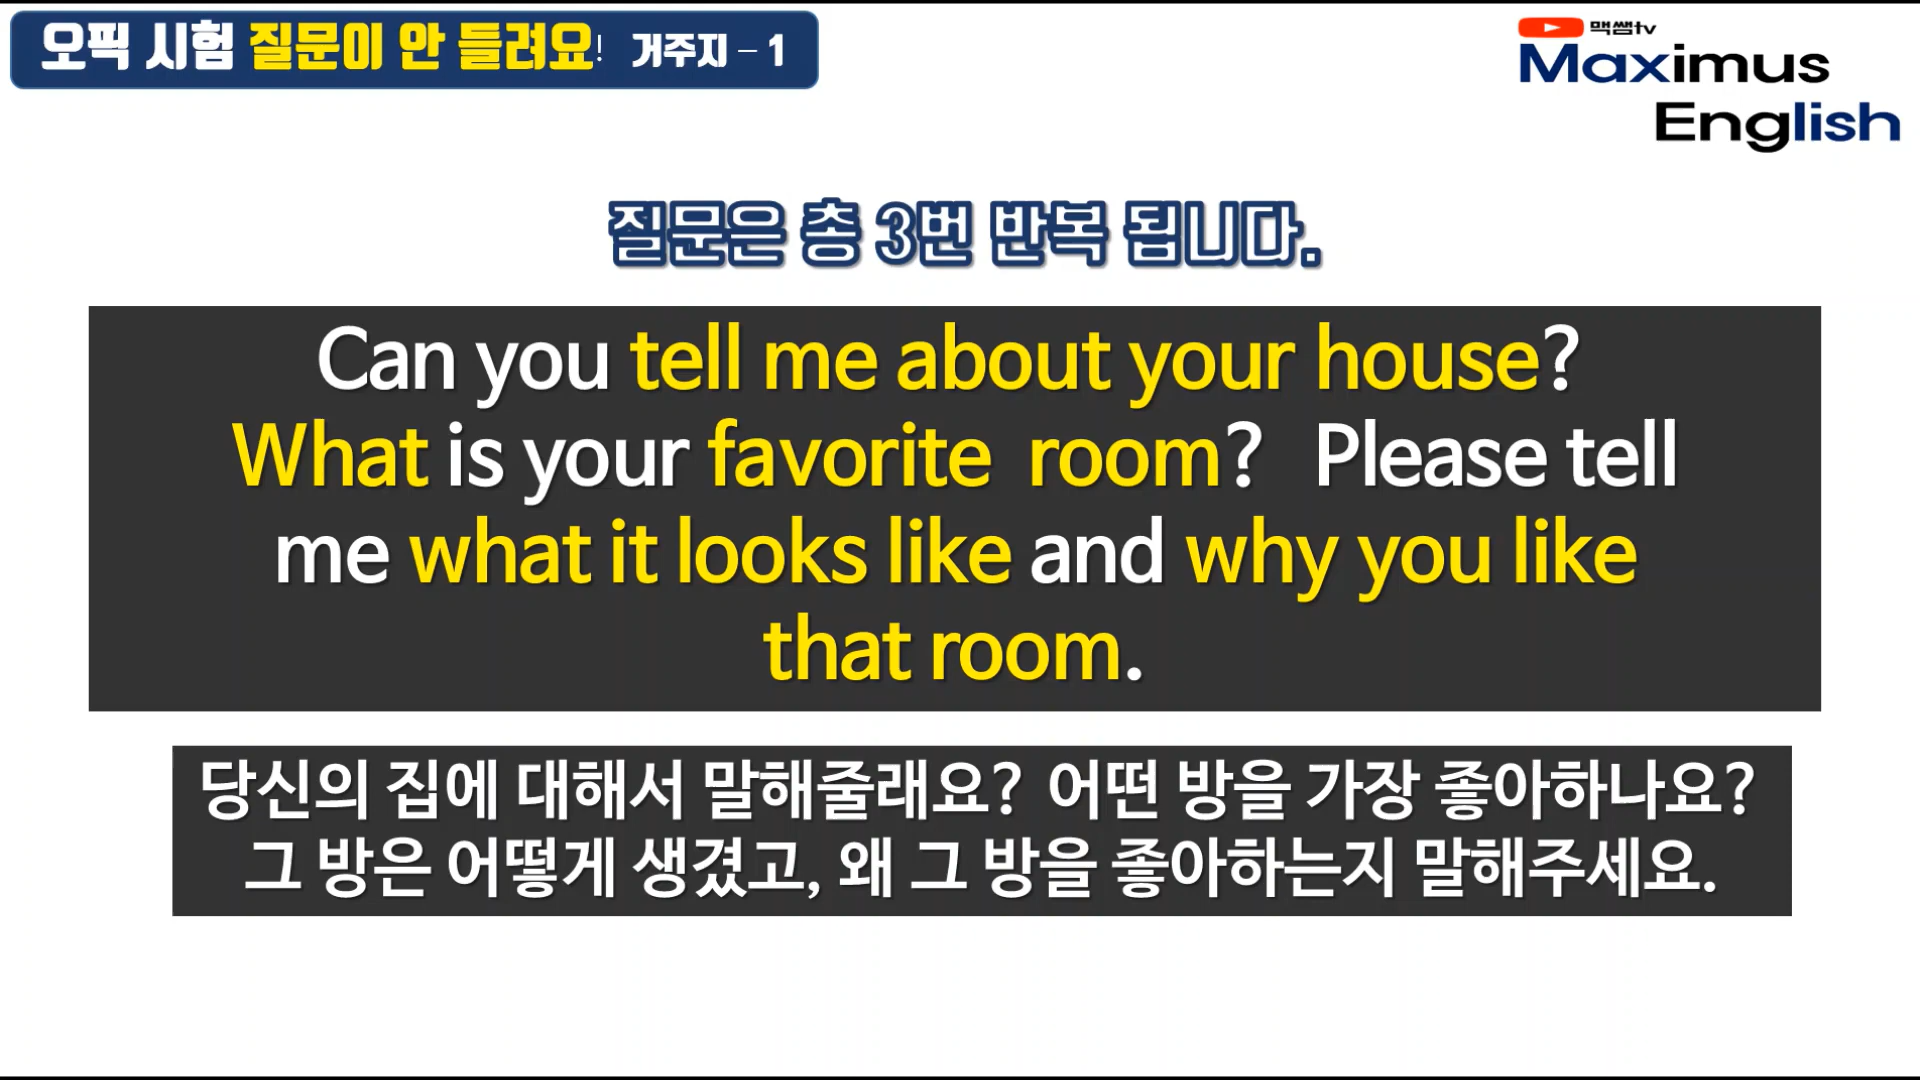 오픽 시험 질문이 안 들려요! 거주지 – 1
맥쌤tv
Maximus
English
질문은 총 3번 반복 됩니다.
Can you tell me about your house?
What is your favorite room? Please tell
me what it looks like and why you like
that room.
당신의 집에 대해서 말해줄래요? 어떤 방을 가장 좋아하나요?
그 방은 어떻게 생겼고, 왜 그 방을 좋아하는지 말해주세요.